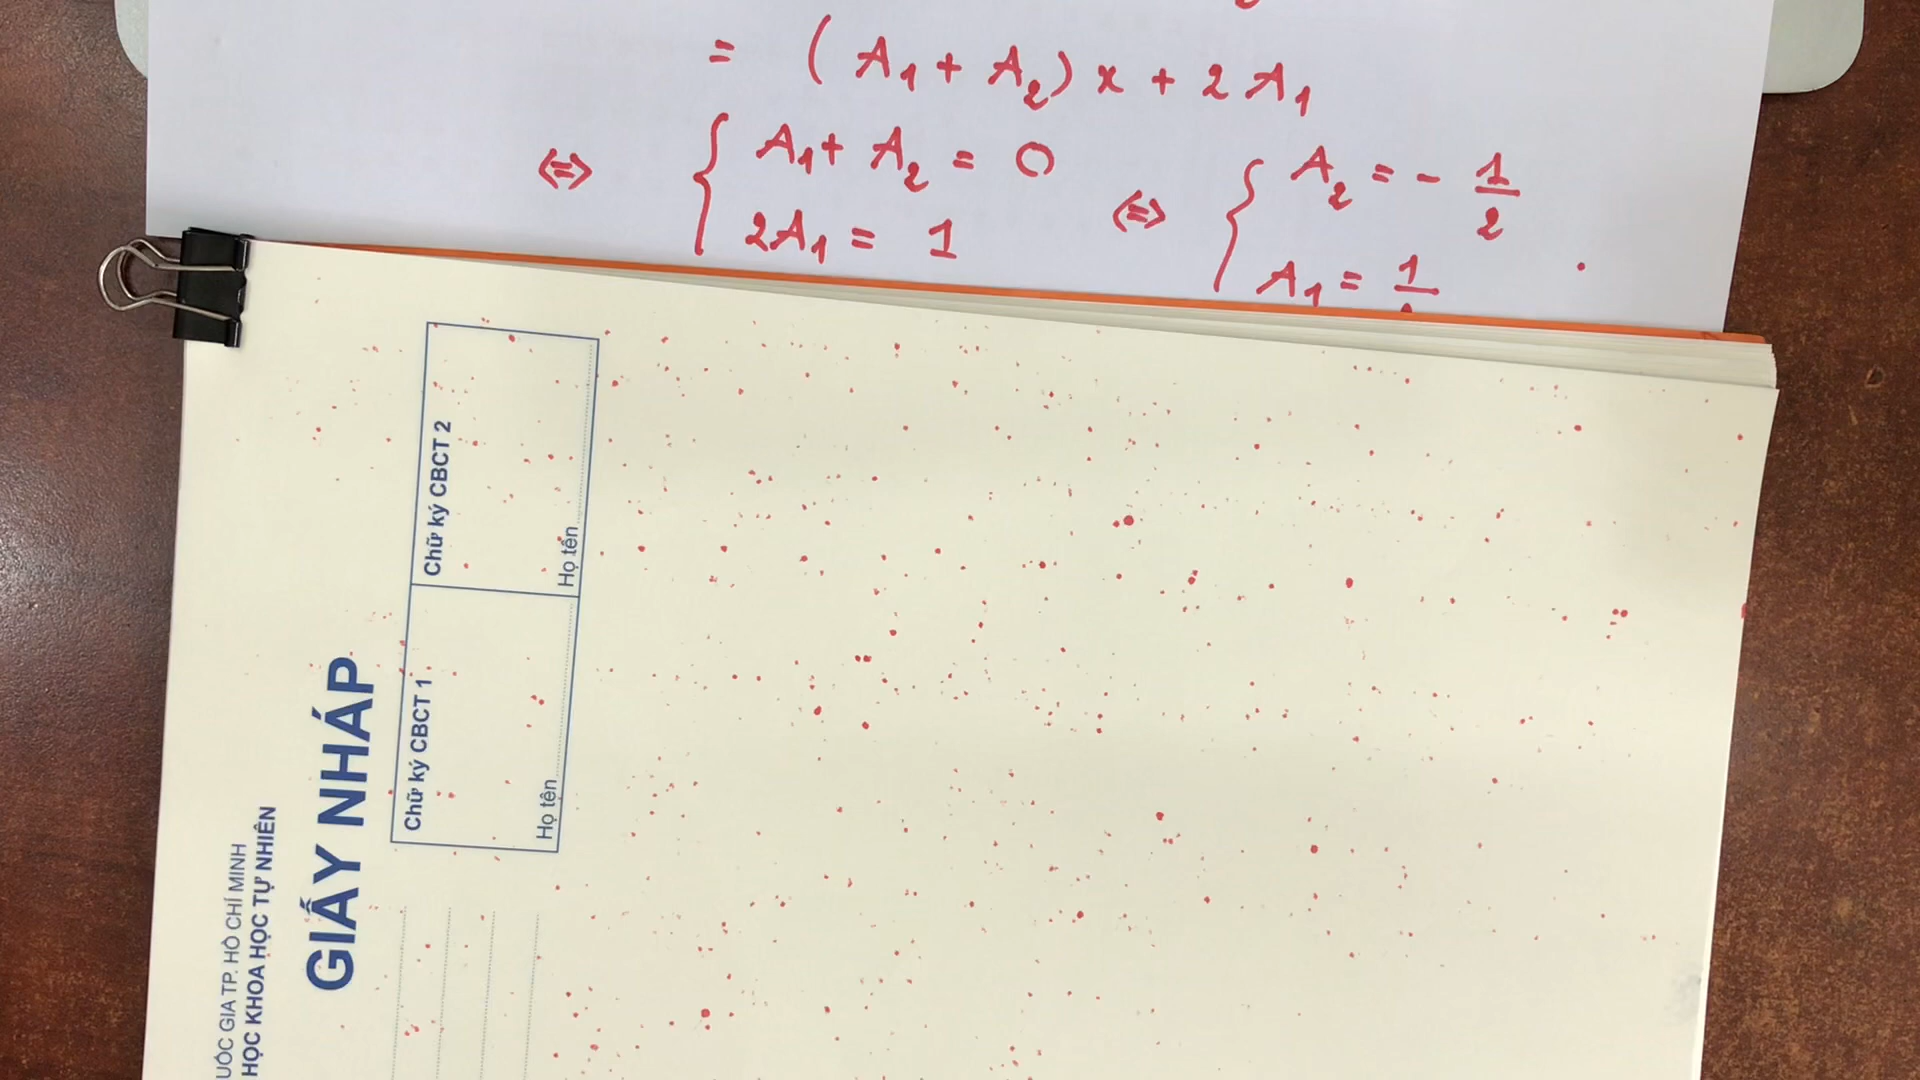 = (A₁ + A₂) x + 2A₁
⇔ { A₁ + A₂ = 0 ⇔ { A₂ = - 1/2
2A₁ = 1 A₁ = 1/
Chữ ký CBCT 2
Họ tên
Chữ ký CBCT 1
Họ tên
GIẤY NHÁP
GIA TP. HỒ CHÍ MINH
HỌC KHOA HỌC TỰ NHIÊN